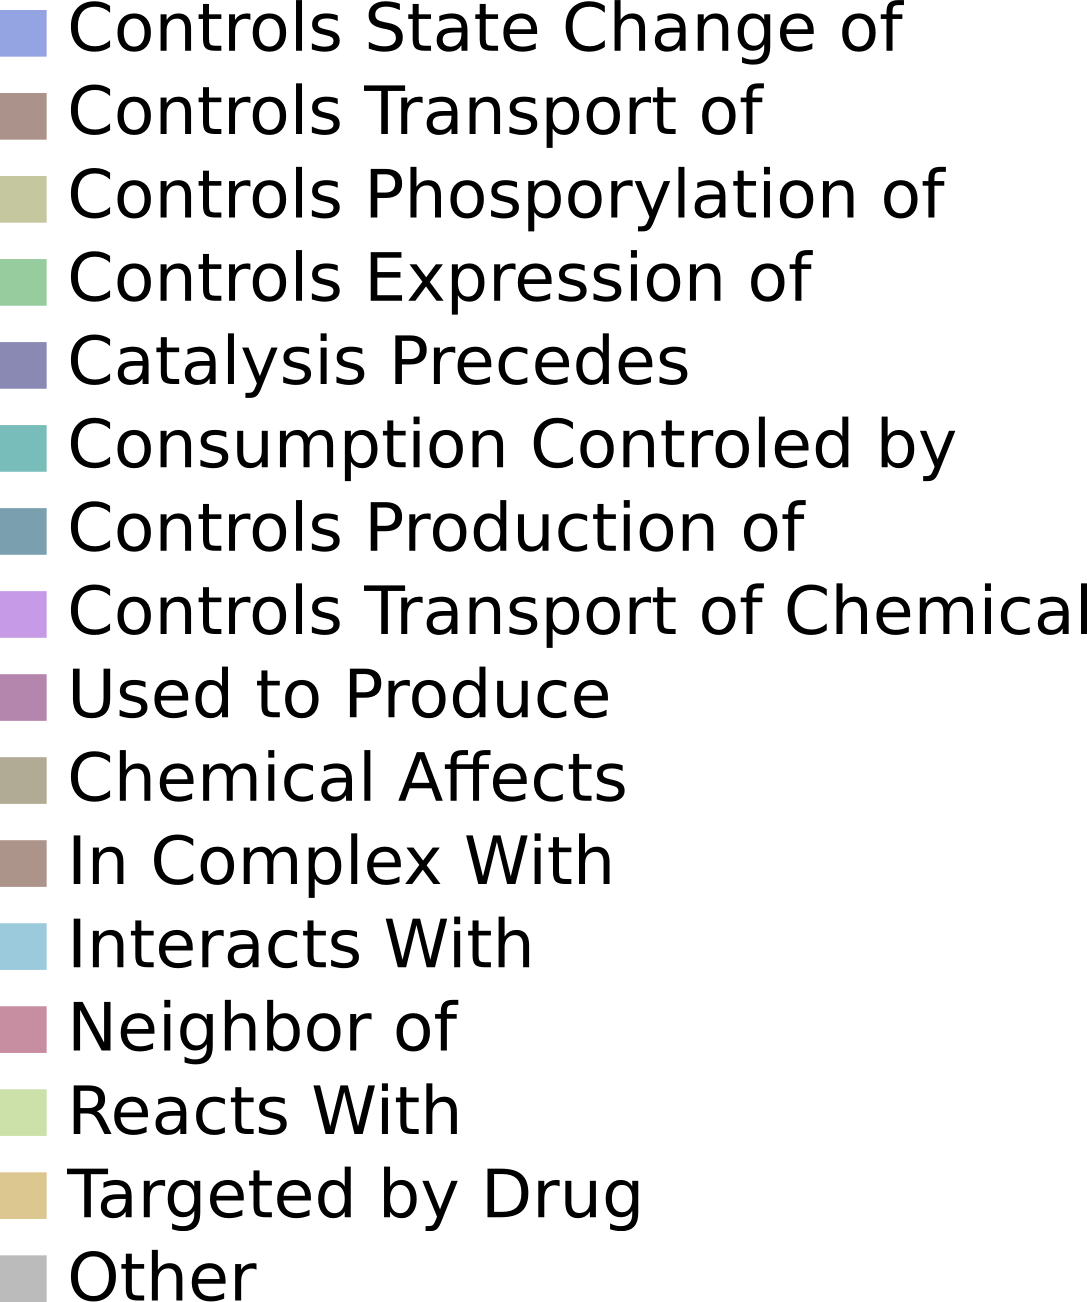 Controls State Change of
Controls Transport of
Controls Phosporylation of
Controls Expression of
Catalysis Precedes
Consumption Controled by
Controls Production of
Controls Transport of Chemical
Used to Produce
Chemical Affects
In Complex With
Interacts With
Neighbor of
Reacts With
Targeted by Drug
Other